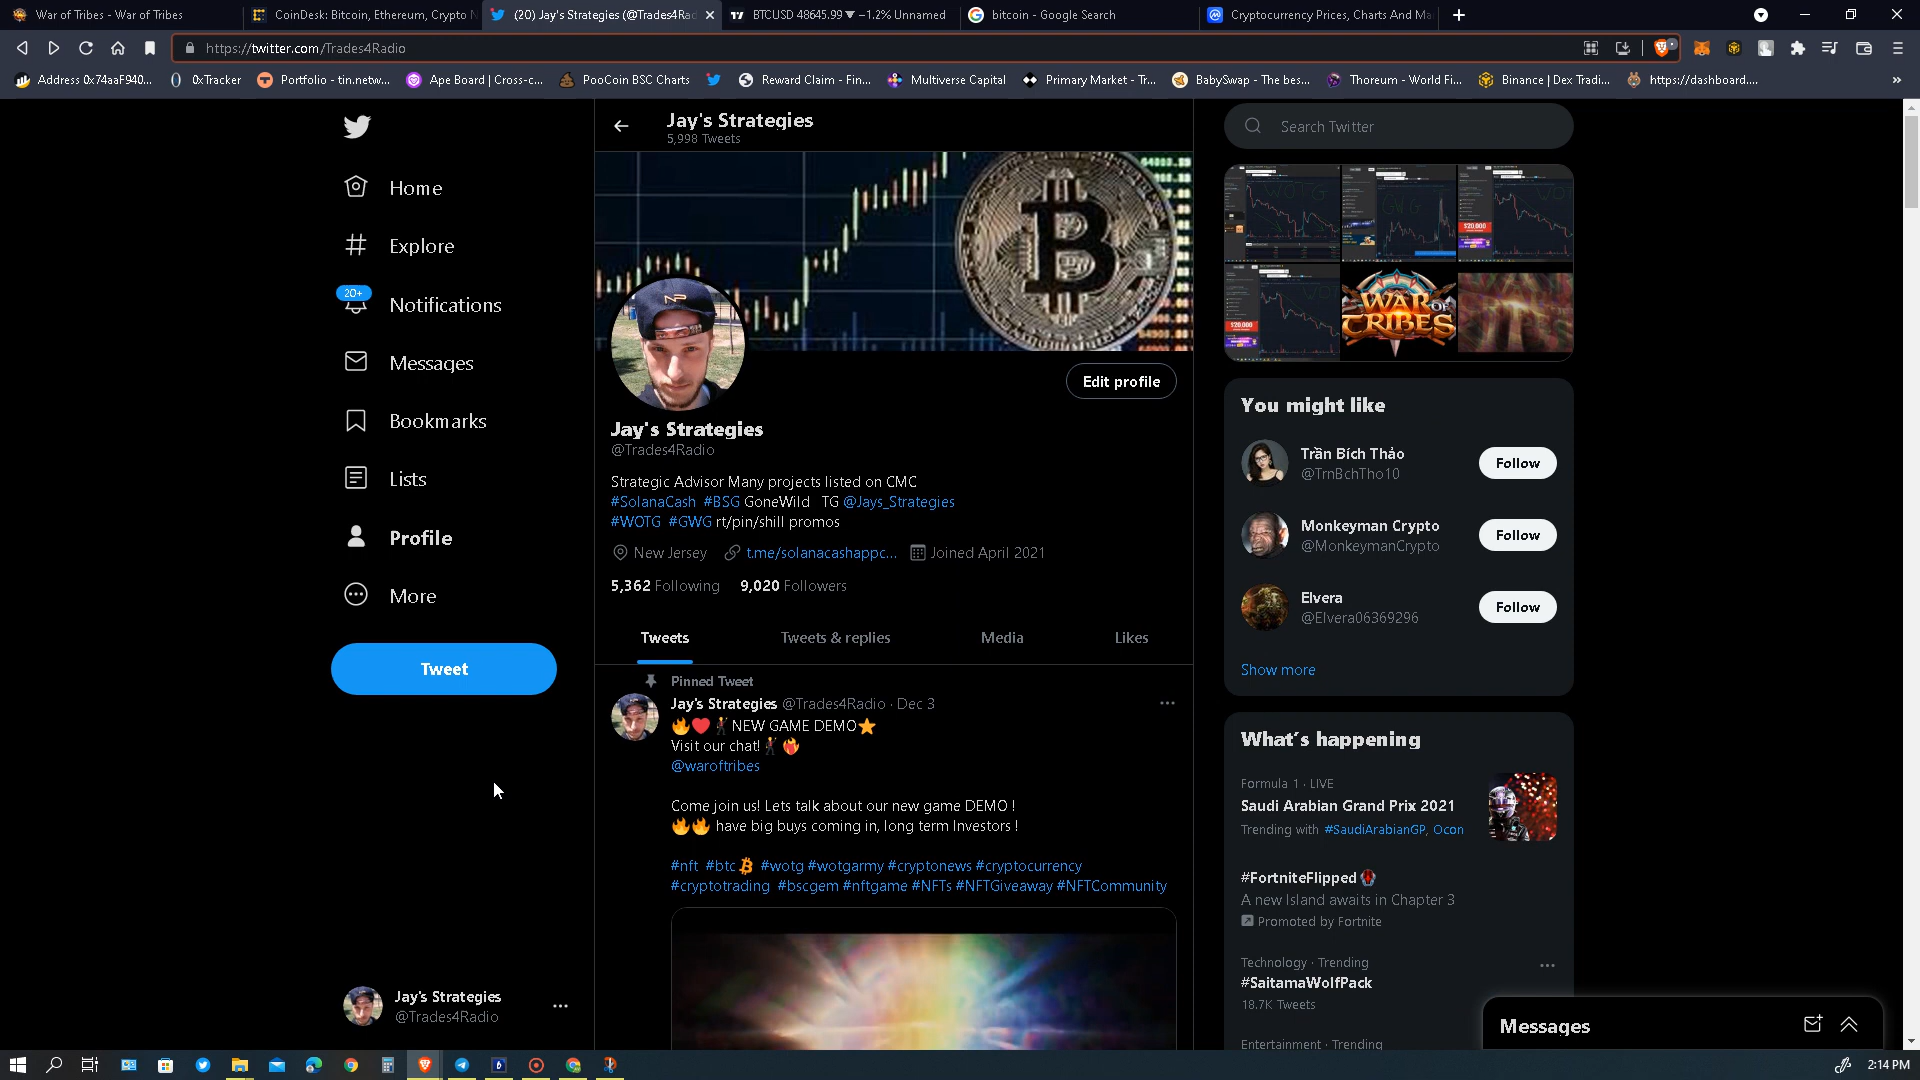 War of Tribes - War of Tribes
CoinDesk: Bitcoin, Ethereum, Crypto N
(20) Jay's Strategies (@Trades4Rad
BTCUSD 48645.99 ▼ −1.2% Unnamed
bitcoin - Google Search
Cryptocurrency Prices, Charts And Ma
https://twitter.com/Trades4Radio
Address 0x74aaF940...
0xTracker
Portfolio - tin.netw...
Ape Board | Cross-c...
PooCoin BSC Charts
Reward Claim - Fin...
Multiverse Capital
Primary Market - Tr...
BabySwap - The bes...
Thoreum - World Fi...
Binance | Dex Tradi...
https://dashboard....
Home
Explore
20+
Notifications
Messages
Bookmarks
Lists
Profile
More
Tweet
Jay's Strategies
@Trades4Radio
Jay's Strategies
5,998 Tweets
NP
Edit profile
Jay's Strategies
@Trades4Radio
Strategic Advisor Many projects listed on CMC
#SolanaCash #BSG GoneWild TG @Jays_Strategies
#WOTG #GWG rt/pin/shill promos
New Jersey t.me/solanacashappc... Joined April 2021
5,362 Following 9,020 Followers
Tweets
Tweets & replies
Media
Likes
Pinned Tweet
Jay's Strategies @Trades4Radio · Dec 3
🔥❤️🕺NEW GAME DEMO⭐
Visit our chat!🕺❤️‍🔥
@waroftribes
Come join us! Lets talk about our new game DEMO !
🔥🔥 have big buys coming in, long term Investors !
#nft #btc #wotg #wotgarmy #cryptonews #cryptocurrency
#cryptotrading #bscgem #nftgame #NFTs #NFTGiveaway #NFTCommunity
Search Twitter
WOTG
GWG
$20,000
$20,000
WAR OF
TRIBES
You might like
Trần Bích Thảo
@TrnBchTho10
Follow
Monkeyman Crypto
@MonkeymanCrypto
Follow
Elvera
@Elvera06369296
Follow
Show more
What's happening
Formula 1 · LIVE
Saudi Arabian Grand Prix 2021
Trending with #SaudiArabianGP, Ocon
#FortniteFlipped
A new Island awaits in Chapter 3
Promoted by Fortnite
Technology · Trending
#SaitamaWolfPack
18.7K Tweets
Entertainment · Trending
Messages
2:14 PM